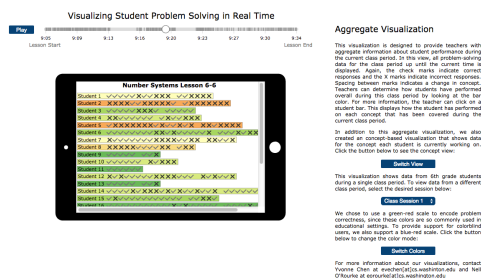 Visualizing Student Problem Solving in Real Time
Play
9:05 9:09 9:13 9:16 9:20 9:23 9:27 9:30 9:34
Lesson Start Lesson End
Number Systems Lesson 6-6
Student 1
Student 2
Student 3
Student 4
Student 5
Student 6
Student 7
Student 8
Student 9
Student 10
Student 11
Student 12
Student 13
Student 14
Student 15
Aggregate Visualization
This visualization is designed to provide teachers with
aggregate information about student performance during
the current class period. In this view, all problem-solving
data for the class period up until the current time is
displayed. Again, the check marks indicate correct
responses and the X marks indicate incorrect responses.
Spacing between marks indicates a change in concept.
Teachers can determine how students have performed
overall during this class period by looking at the bar
color. For more information, the teacher can click on a
student bar. This displays how the student has performed
on each concept that has been covered during the
current class period.
In addition to this aggregate visualization, we also
created an concept-based visualization that shows data
for the concept each student is currently working on.
Click the button below to see the concept view:
Switch View
This visualization shows data from 6th grade students
during a single class period. To view data from a different
class period, select the desired session below:
Class Session 1
We chose to use a green-red scale to encode problem
correctness, since these colors are so commonly used in
educational settings. To provide support for colorblind
users, we also support a blue-red scale. Click the button
below to change the color mode:
Switch Colors
For more information about our visualizations, contact
Yvonne Chen at evechen[at]cs.washinton.edu and Nell
O'Rourke at eorourke[at]cs.washington.edu